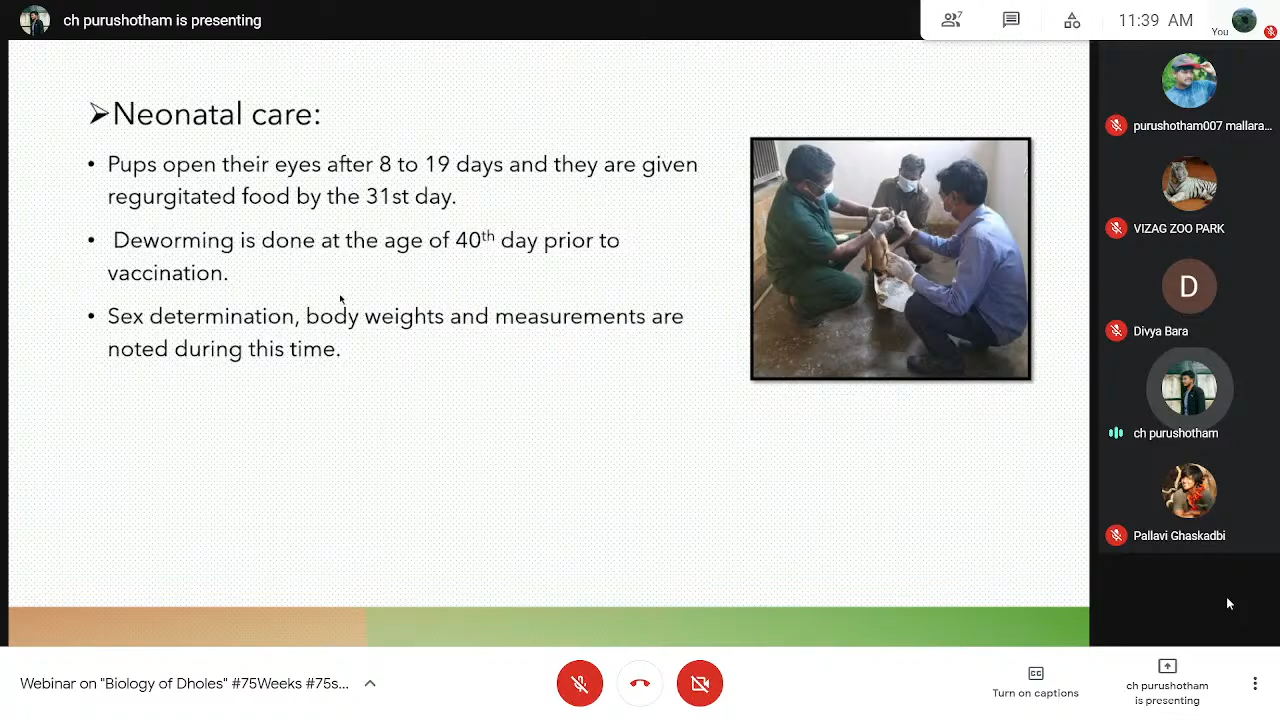 ch purushotham is presenting
7
11:39 AM
You
➢Neonatal care:
• Pups open their eyes after 8 to 19 days and they are given
regurgitated food by the 31st day.
• Deworming is done at the age of 40th day prior to
vaccination.
• Sex determination, body weights and measurements are
noted during this time.
purushotham007 mallara...
VIZAG ZOO PARK
D
Divya Bara
ch purushotham
Pallavi Ghaskadbi
Webinar on "Biology of Dholes" #75Weeks #75s...
CC
Turn on captions
ch purushotham
is presenting